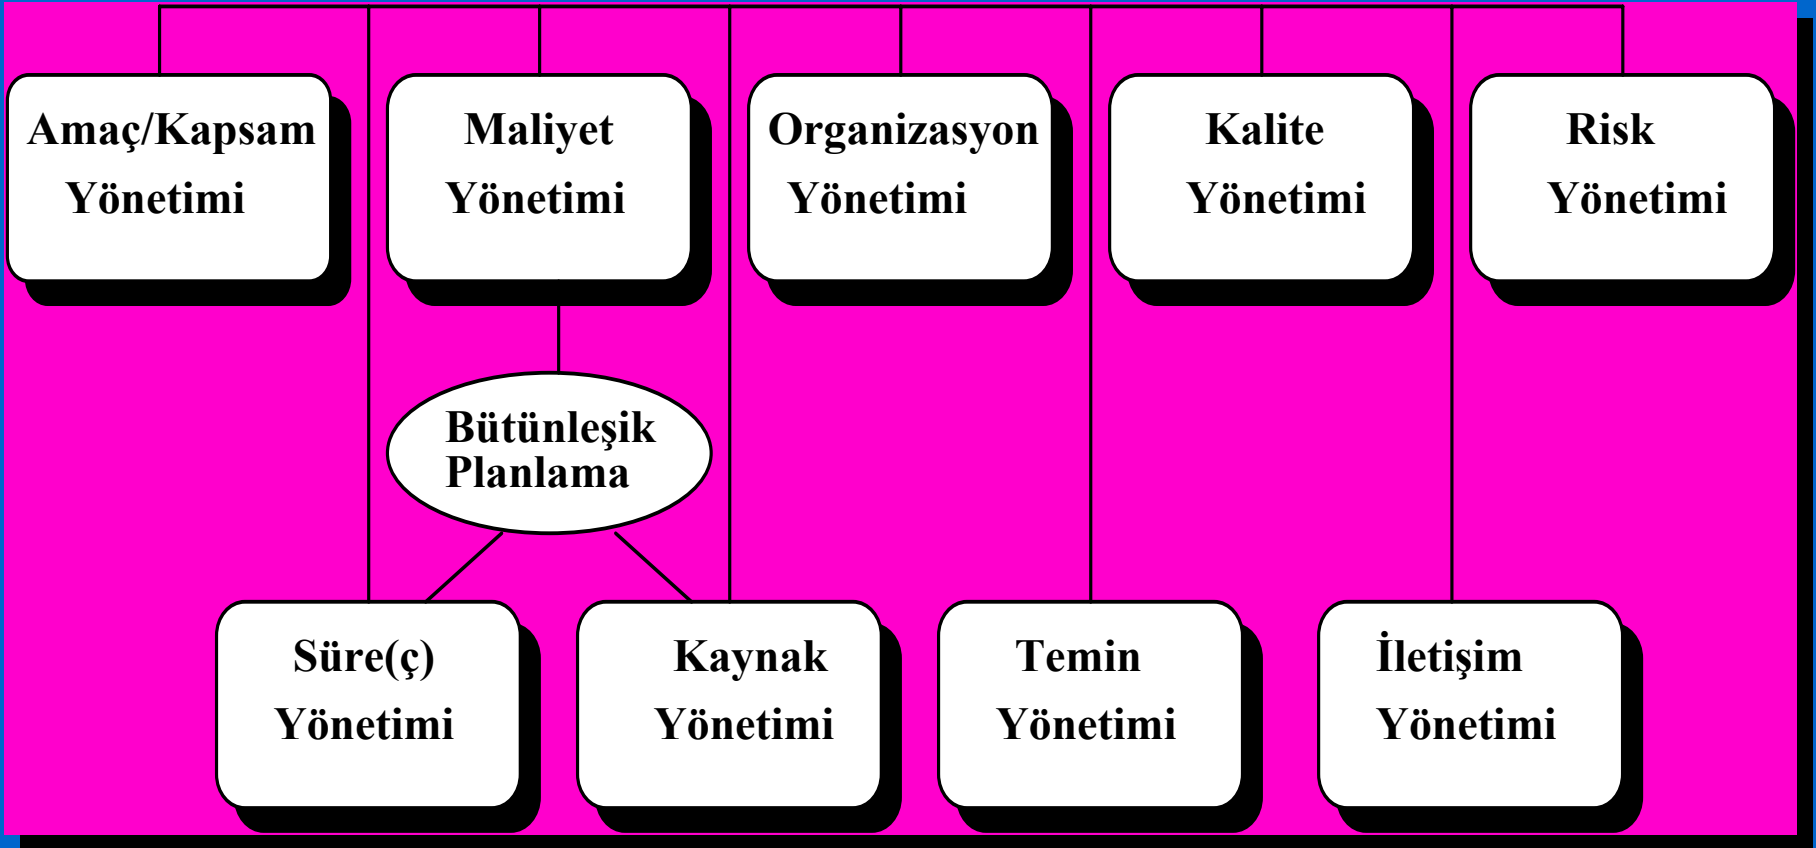 Amaç/Kapsam
Yönetimi
Maliyet
Yönetimi
Organizasyon
Yönetimi
Kalite
Yönetimi
Risk
Yönetimi
Bütünleşik
Planlama
Süre(ç)
Yönetimi
Kaynak
Yönetimi
Temin
Yönetimi
İletişim
Yönetimi